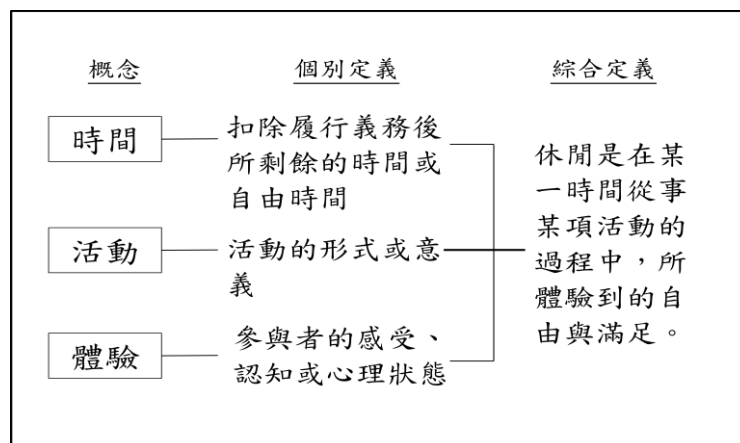 概念
個別定義
綜合定義
時間
扣除履行義務後
所剩餘的時間或
自由時間
活動
活動的形式或意
義
體驗
參與者的感受、
認知或心理狀態
休閒是在某
一時間從事
某項活動的
過程中，所
體驗到的自
由與滿足。